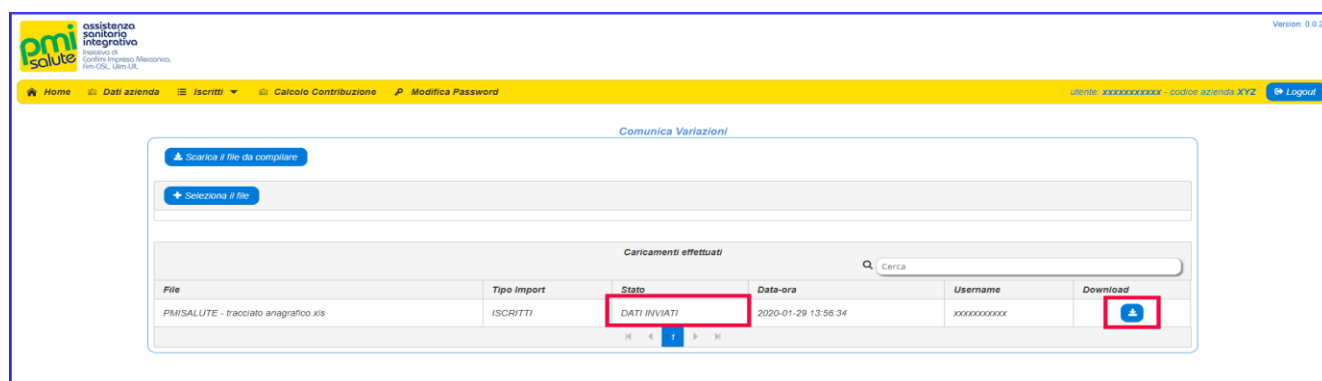 pmi
salute
assistenza
sanitaria
integrativa
Iniziativa di
Confimi Impresa Meccanica,
Fim-CISL, Uilm-UIL
Version: 0.0.2
Home Dati azienda Iscritti Calcolo Contribuzione Modifica Password utente: xxxxxxxxxxx - codice azienda:XYZ Logout
Comunica Variazioni
Scarica il file da compilare
+ Seleziona il file
Caricamenti effettuati
Cerca
File Tipo Import Stato Data-ora Username Download
PMISALUTE - tracciato anagrafico.xls ISCRITTI DATI INVIATI 2020-01-29 13:56:34 xxxxxxxxxxx
1